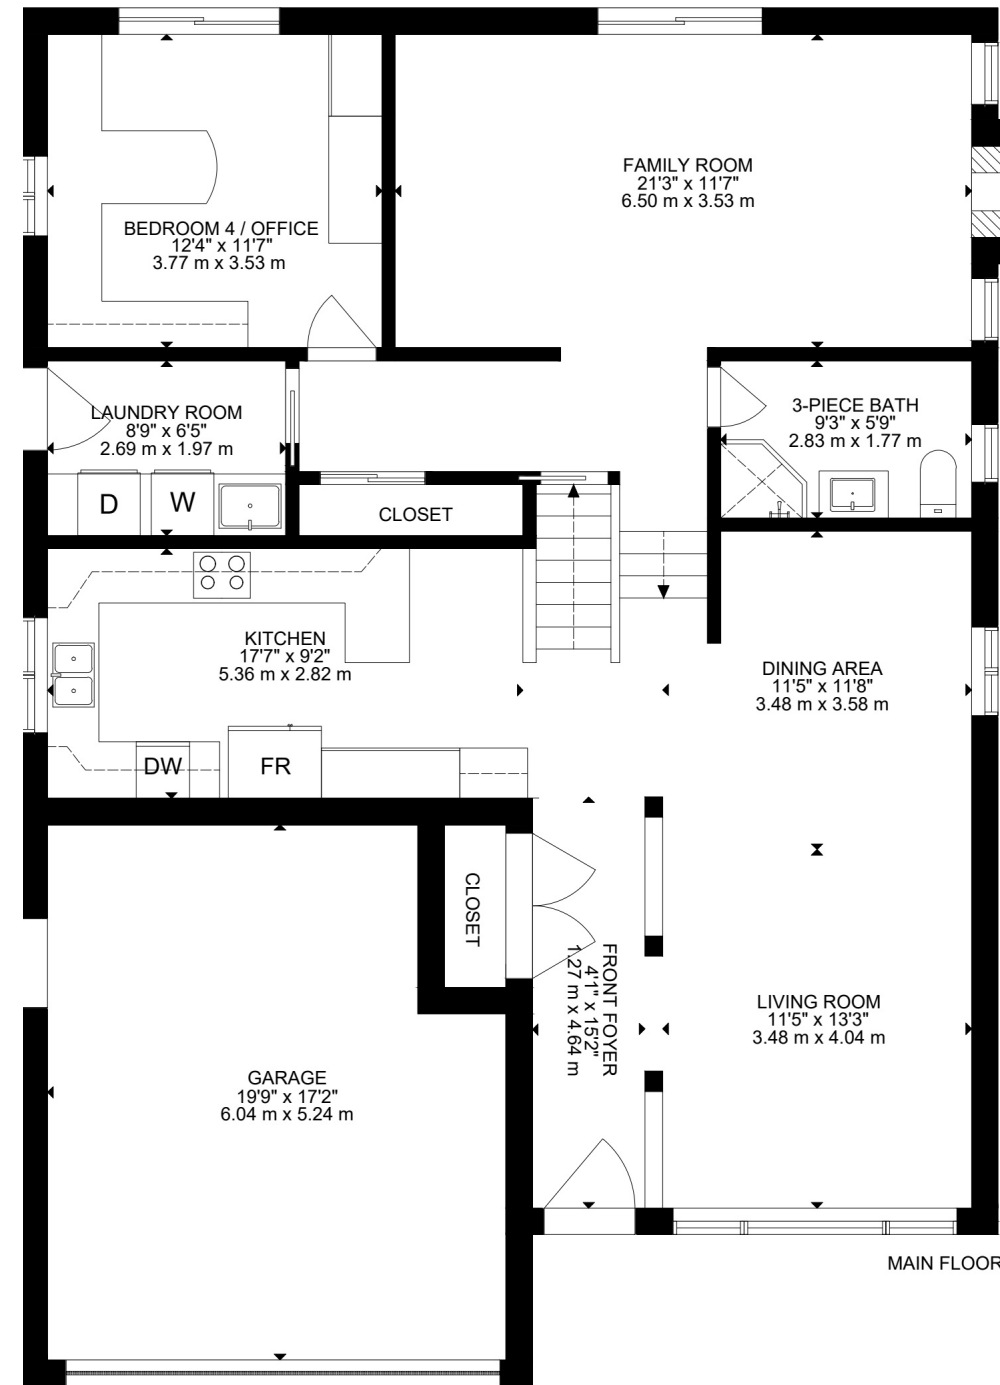 FAMILY ROOM
21'3" x 11'7"
6.50 m x 3.53 m
BEDROOM 4 / OFFICE
12'4" x 11'7"
3.77 m x 3.53 m
LAUNDRY ROOM
8'9" x 6'5"
2.69 m x 1.97 m
3-PIECE BATH
9'3" x 5'9"
2.83 m x 1.77 m
D
W
CLOSET
KITCHEN
17'7" x 9'2"
5.36 m x 2.82 m
DINING AREA
11'5" x 11'8"
3.48 m x 3.58 m
DW
FR
CLOSET
FRONT FOYER
4'1" x 15'2"
1.27 m x 4.64 m
LIVING ROOM
11'5" x 13'3"
3.48 m x 4.04 m
GARAGE
19'9" x 17'2"
6.04 m x 5.24 m
MAIN FLOOR